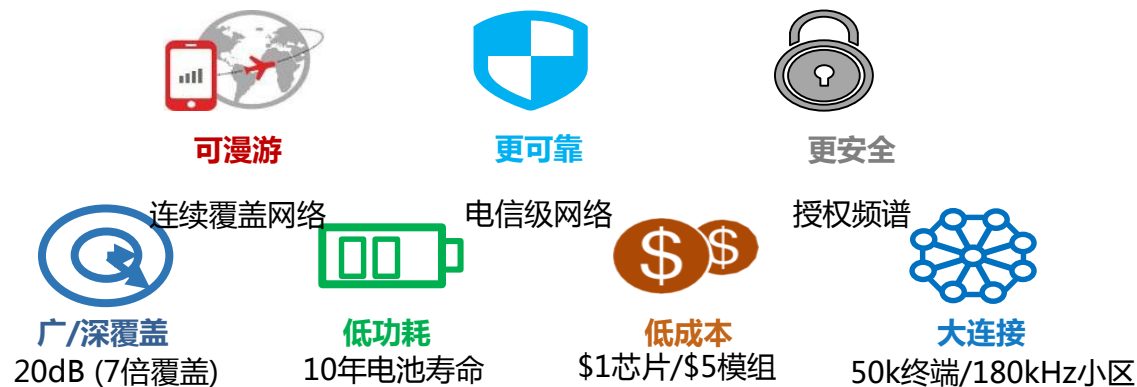 可漫游
更可靠
更安全
连续覆盖网络
电信级网络
授权频谱
$ $
广/深覆盖
低功耗
低成本
大连接
20dB (7倍覆盖)
10年电池寿命
$1芯片/$5模组
50k终端/180kHz小区